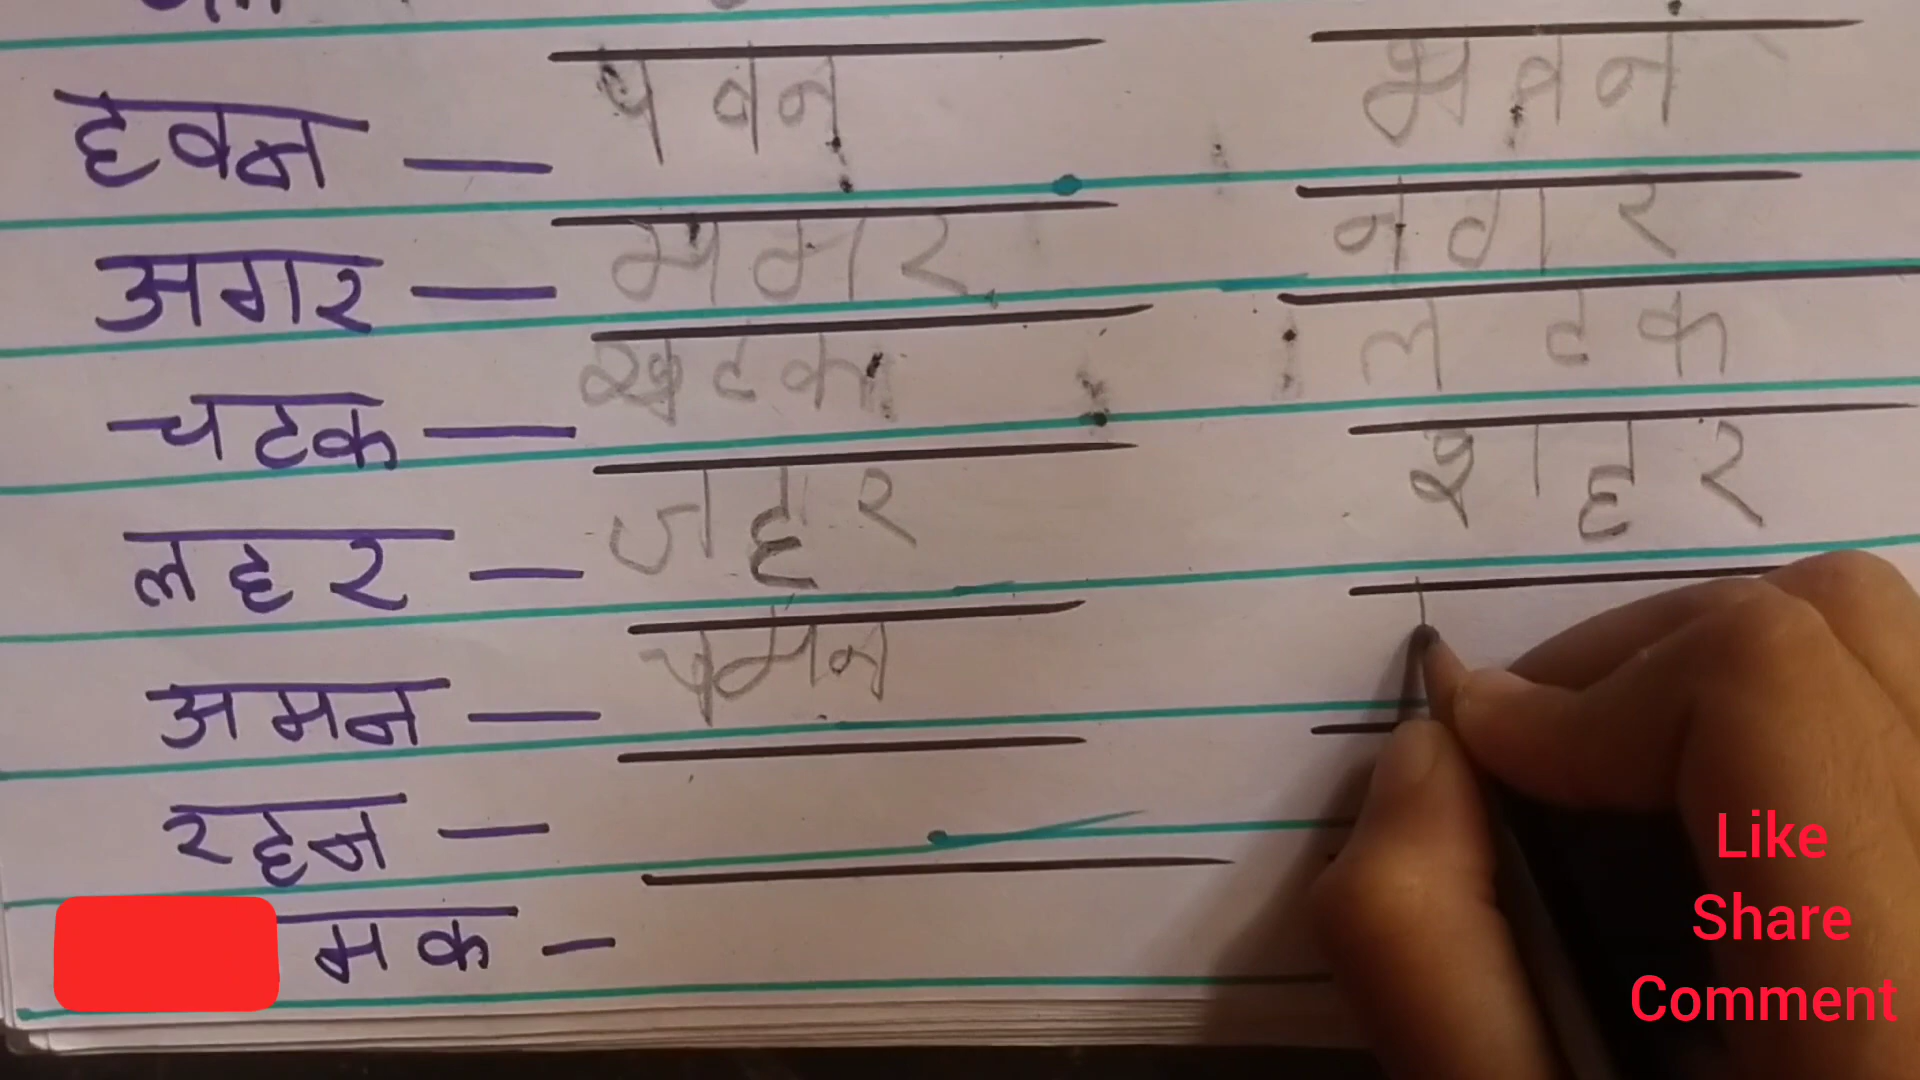 हवन — पवन भवन
अगर — मगर नगर
चटक — खटक लटक
लहर — जहर शहर
अमन — चमन
रहन —
मक —
Like
Share
Comment